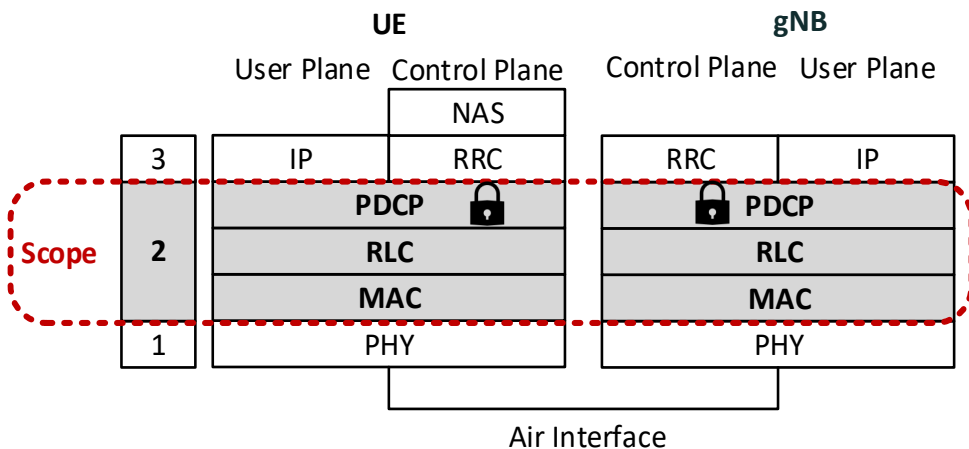 UE gNB
User Plane Control Plane Control Plane User Plane
NAS
3 IP RRC RRC IP
PDCP PDCP
Scope 2 RLC RLC
MAC MAC
1 PHY PHY
Air Interface